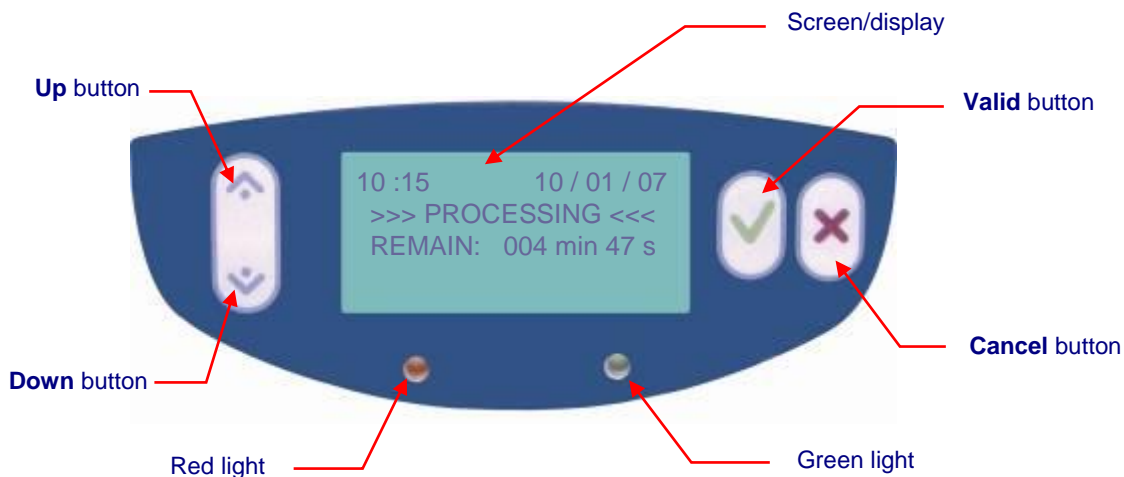 Screen/display
Up button
Valid button
10 :15 10 / 01 / 07
>>> PROCESSING <<<
REMAIN: 004 min 47 s
Cancel button
Down button
Red light
Green light